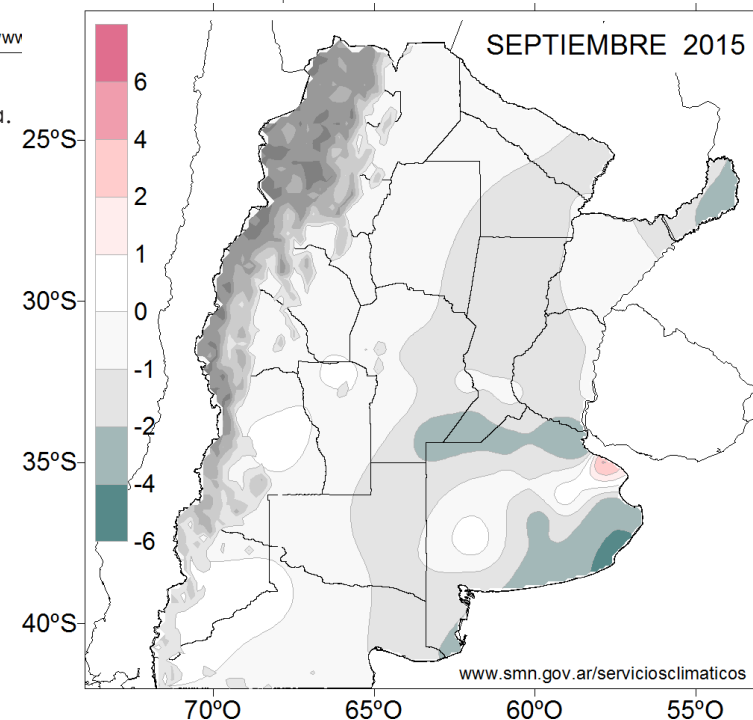 SEPTIEMBRE 2015
6
4
2
1
0
-1
-2
-4
-6
25ºS
30ºS
35ºS
40ºS
70ºO
65ºO
60ºO
55ºO
www.smn.gov.ar/serviciosclimaticos